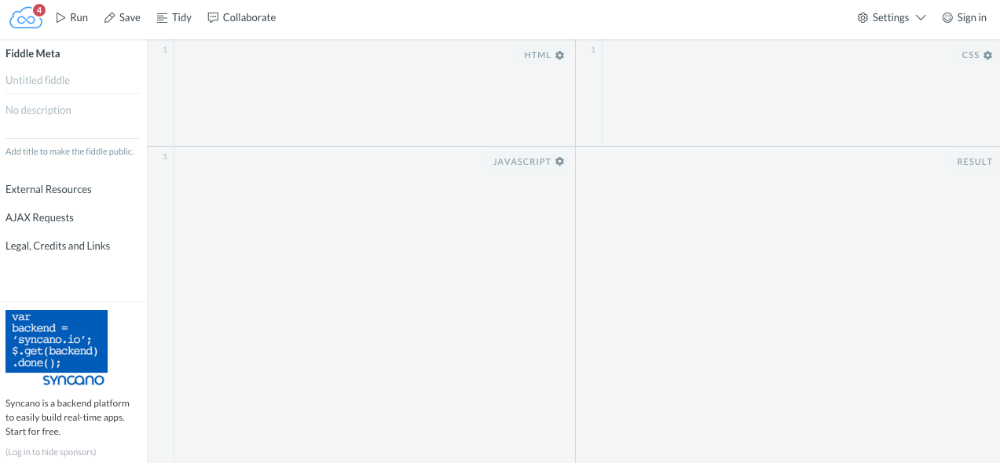 4
Run
Save
Tidy
Collaborate
Settings
Sign in
Fiddle Meta
Untitled fiddle
No description
Add title to make the fiddle public.
External Resources
AJAX Requests
Legal, Credits and Links
var
backend =
‘syncano.io’;
$.get(backend)
.done();
syncano
Syncano is a backend platform
to easily build real-time apps.
Start for free.
(Log in to hide sponsors)
1
HTML
1
CSS
1
JAVASCRIPT
RESULT